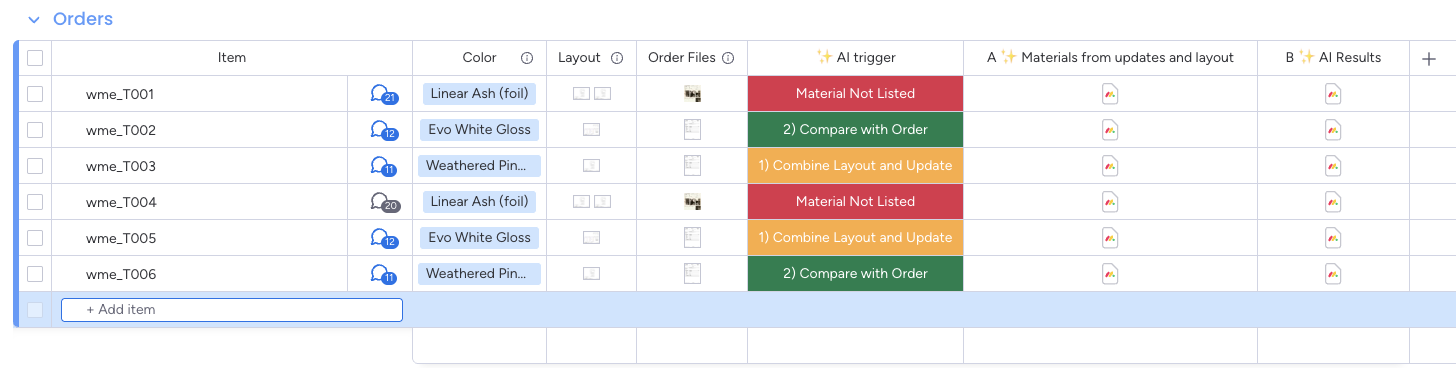 Orders
Item Color Layout Order Files ✨ AI trigger A ✨ Materials from updates and layout B ✨ AI Results +
wme_T001 21 Linear Ash (foil) Material Not Listed
wme_T002 12 Evo White Gloss 2) Compare with Order
wme_T003 11 Weathered Pin... 1) Combine Layout and Update
wme_T004 20 Linear Ash (foil) Material Not Listed
wme_T005 12 Evo White Gloss 1) Combine Layout and Update
wme_T006 11 Weathered Pin... 2) Compare with Order
+ Add item